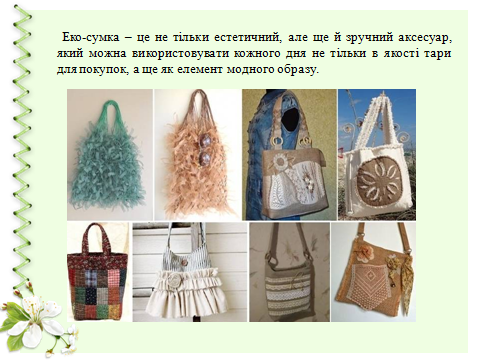 Еко-сумка – це не тільки естетичний, але ще й зручний аксесуар,
який можна використовувати кожного дня не тільки в якості тари
для покупок, а ще як елемент модного образу.